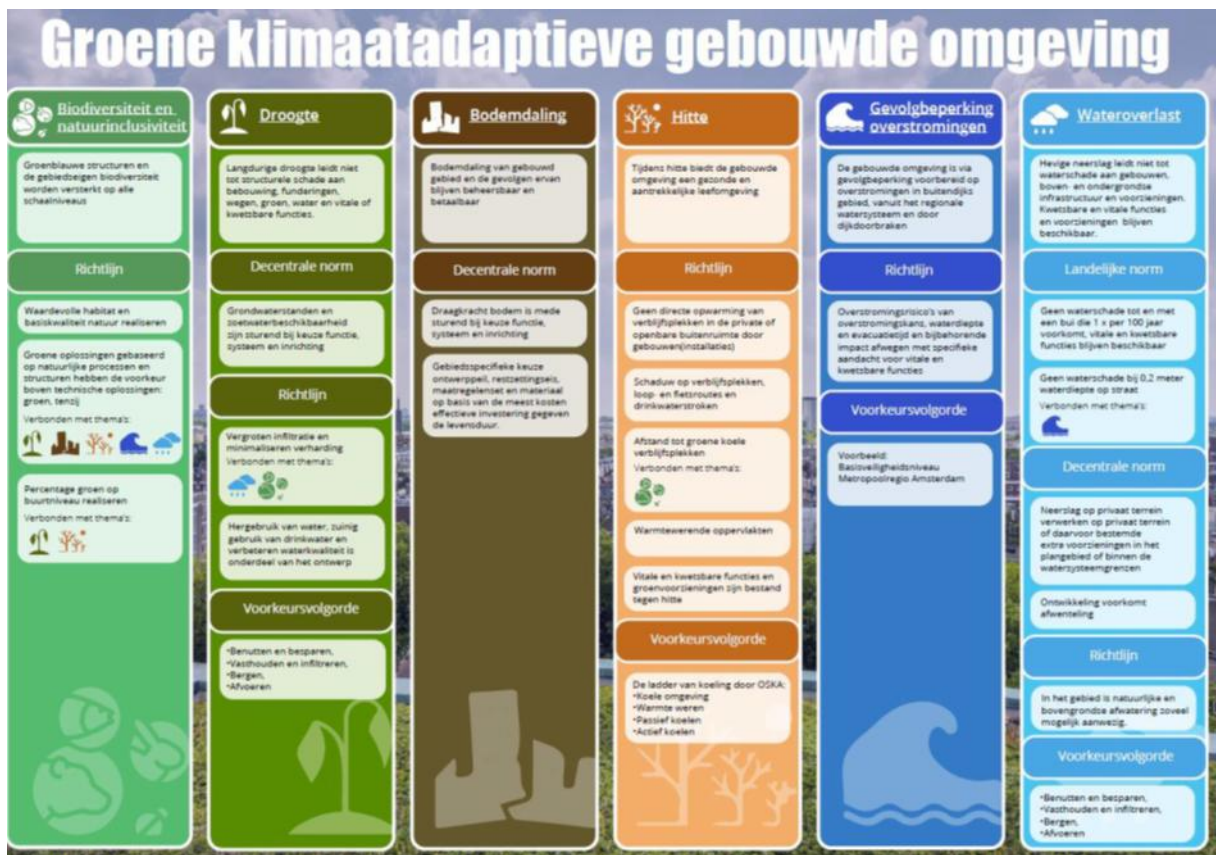 Groene klimaatadaptieve gebouwde omgeving
Biodiversiteit en
natuurinclusiviteit
Groenblauwe structuren en
de gebiedseigen biodiversiteit
worden versterkt op alle
schaalniveaus
Richtlijn
Waardevolle habitat en
basiskwaliteit natuur realiseren
Groene oplossingen gebaseerd
op natuurlijke processen en
structuren hebben de voorkeur
boven technische oplossingen:
groen, tenzij
Verbonden met thema's:
Percentage groen op
buurtniveau realiseren
Verbonden met thema's:
Droogte
Langdurige droogte leidt niet
tot structurele schade aan
bebouwing, funderingen,
wegen, groen, water en vitale of
kwetsbare functies.
Decentrale norm
Grondwaterstanden en
zoetwaterbeschikbaarheid
zijn sturend bij keuze functie,
systeem en inrichting
Richtlijn
Vergroten infiltratie en
minimaliseren verharding
Verbonden met thema's:
Hergebruik van water, zuinig
gebruik van drinkwater en
verbeteren waterkwaliteit is
onderdeel van het ontwerp
Voorkeursvolgorde
•Benutten en besparen,
•Vasthouden en infiltreren,
•Bergen,
•Afvoeren
Bodemdaling
Bodemdaling van gebouwd
gebied en de gevolgen ervan
blijven beheersbaar en
betaalbaar
Decentrale norm
Draagkracht bodem is mede
sturend bij keuze functie,
systeem en inrichting
Gebiedsspecifieke keuze
ontwerppeil, restzettingseis,
maatregelenset en materiaal
op basis van de meest kosten
effectieve investering gegeven
de levensduur.
Hitte
Tijdens hitte biedt de gebouwde
omgeving een gezonde en
aantrekkelijke leefomgeving
Richtlijn
Geen directe opwarming van
verblijfsplekken in de private of
openbare buitenruimte door
gebouwen(installaties)
Schaduw op verblijfsplekken,
loop- en fietsroutes en
drinkwaterstroken
Afstand tot groene koele
verblijfsplekken
Verbonden met thema's:
Warmtewerende oppervlakten
Vitale en kwetsbare functies en
groenvoorzieningen zijn bestand
tegen hitte
Voorkeursvolgorde
De ladder van koeling door OSKA:
•Koele omgeving
•Warmte weren
•Passief koelen
•Actief koelen
Gevolgbeperking
overstromingen
De gebouwde omgeving is via
gevolgbeperking voorbereid op
overstromingen in buitendijks
gebied, vanuit het regionale
watersysteem en door
dijkdoorbraken
Richtlijn
Overstromingsrisico's van
overstromingskans, waterdiepte
en evacuatietijd en bijbehorende
impact afwegen met specifieke
aandacht voor vitale en
kwetsbare functies
Voorkeursvolgorde
Voorbeeld:
Basisveiligheidsniveau
Metropoolregio Amsterdam
Wateroverlast
Hevige neerslag leidt niet tot
waterschade aan gebouwen,
boven- en ondergrondse
infrastructuur en voorzieningen.
Kwetsbare en vitale functies
en voorzieningen blijven
beschikbaar.
Landelijke norm
Geen waterschade tot en met
een bui die 1 x per 100 jaar
voorkomt, vitale en kwetsbare
functies blijven beschikbaar
Geen waterschade bij 0,2 meter
waterdiepte op straat
Verbonden met thema's:
Decentrale norm
Neerslag op privaat terrein
verwerken op privaat terrein
of daarvoor bestemde
extra voorzieningen in het
plangebied of binnen de
watersysteemgrenzen
Ontwikkeling voorkomt
afwenteling
Richtlijn
In het gebied is natuurlijke en
bovengrondse afwatering zoveel
mogelijk aanwezig.
Voorkeursvolgorde
•Benutten en besparen,
•Vasthouden en infiltreren,
•Bergen,
•Afvoeren